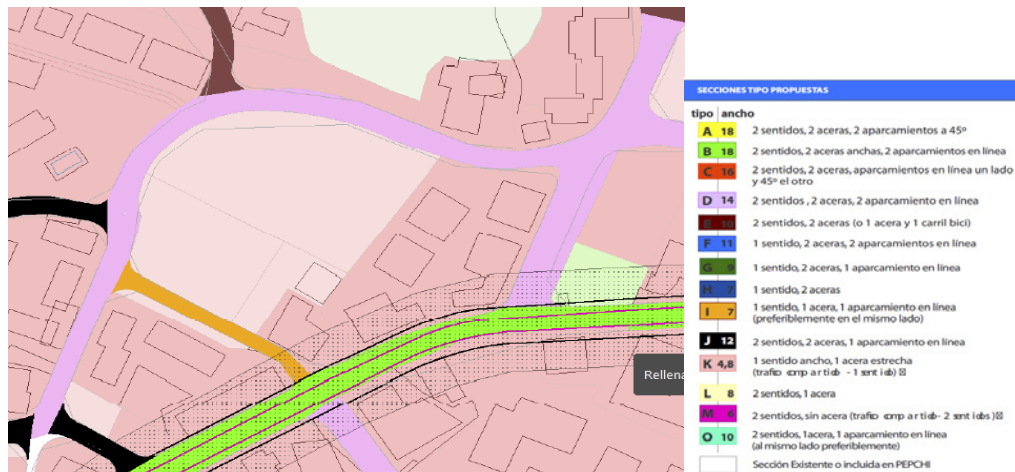 SECCIONES TIPO PROPUESTAS
tipo ancho
A 18 2 sentidos, 2 aceras, 2 aparcamientos a 45º
B 18 2 sentidos, 2 aceras anchas, 2 aparcamientos en línea
C 16 2 sentidos, 2 aceras, aparcamientos en línea un lado
y 45º el otro
D 14 2 sentidos , 2 aceras, 2 aparcamiento en línea
E 10 2 sentidos, 2 aceras (o 1 acera y 1 carril bici)
F 11 1 sentido, 2 aceras, 2 aparcamientos en línea
G 9 1 sentido, 2 aceras, 1 aparcamiento en línea
H 7 1 sentido, 2 aceras
I 7 1 sentido, 1 acera, 1 aparcamiento en línea
(preferiblemente en el mismo lado)
J 12 2 sentidos, 2 aceras, 1 aparcamiento en línea
K 4,8 1 sentido ancho, 1 acera estrecha
L 8 2 sentidos, 1 acera
M 6 2 sentidos, sin acera
O 10 2 sentidos, 1acera, 1 aparcamiento en línea
(al mismo lado preferiblemente)
Sección Existente o incluida en PEPCHI
Rellena